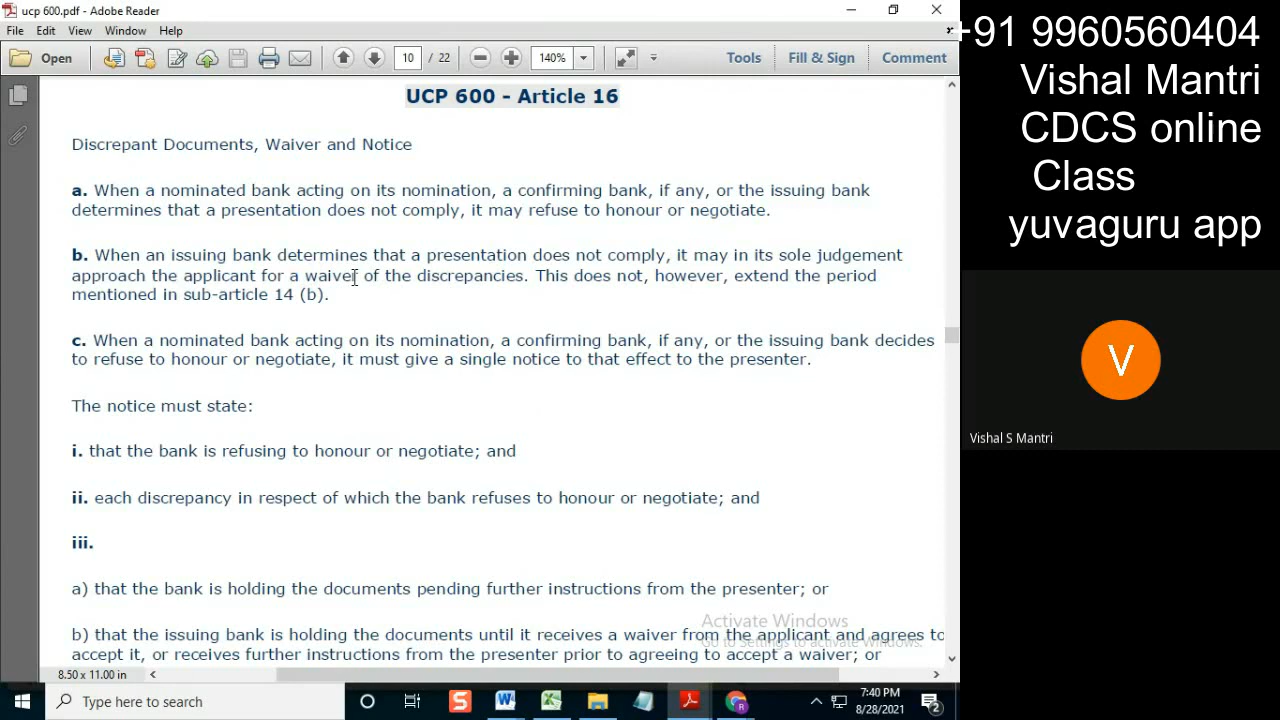 ucp 600.pdf - Adobe Reader
File Edit View Window Help
Open
10 / 22
140%
Tools Fill & Sign Comment
UCP 600 - Article 16
Discrepant Documents, Waiver and Notice
a. When a nominated bank acting on its nomination, a confirming bank, if any, or the issuing bank
determines that a presentation does not comply, it may refuse to honour or negotiate.
b. When an issuing bank determines that a presentation does not comply, it may in its sole judgement
approach the applicant for a waiver of the discrepancies. This does not, however, extend the period
mentioned in sub-article 14 (b).
c. When a nominated bank acting on its nomination, a confirming bank, if any, or the issuing bank decides
to refuse to honour or negotiate, it must give a single notice to that effect to the presenter.
The notice must state:
i. that the bank is refusing to honour or negotiate; and
ii. each discrepancy in respect of which the bank refuses to honour or negotiate; and
iii.
a) that the bank is holding the documents pending further instructions from the presenter; or
b) that the issuing bank is holding the documents until it receives a waiver from the applicant and agrees to
accept it, or receives further instructions from the presenter prior to agreeing to accept a waiver; or
Activate Windows
Go to Settings to activate Windows.
8.50 x 11.00 in
Type here to search
7:40 PM
8/28/2021
2
+91 9960560404
Vishal Mantri
CDCS online
Class
yuvaguru app
V
Vishal S Mantri